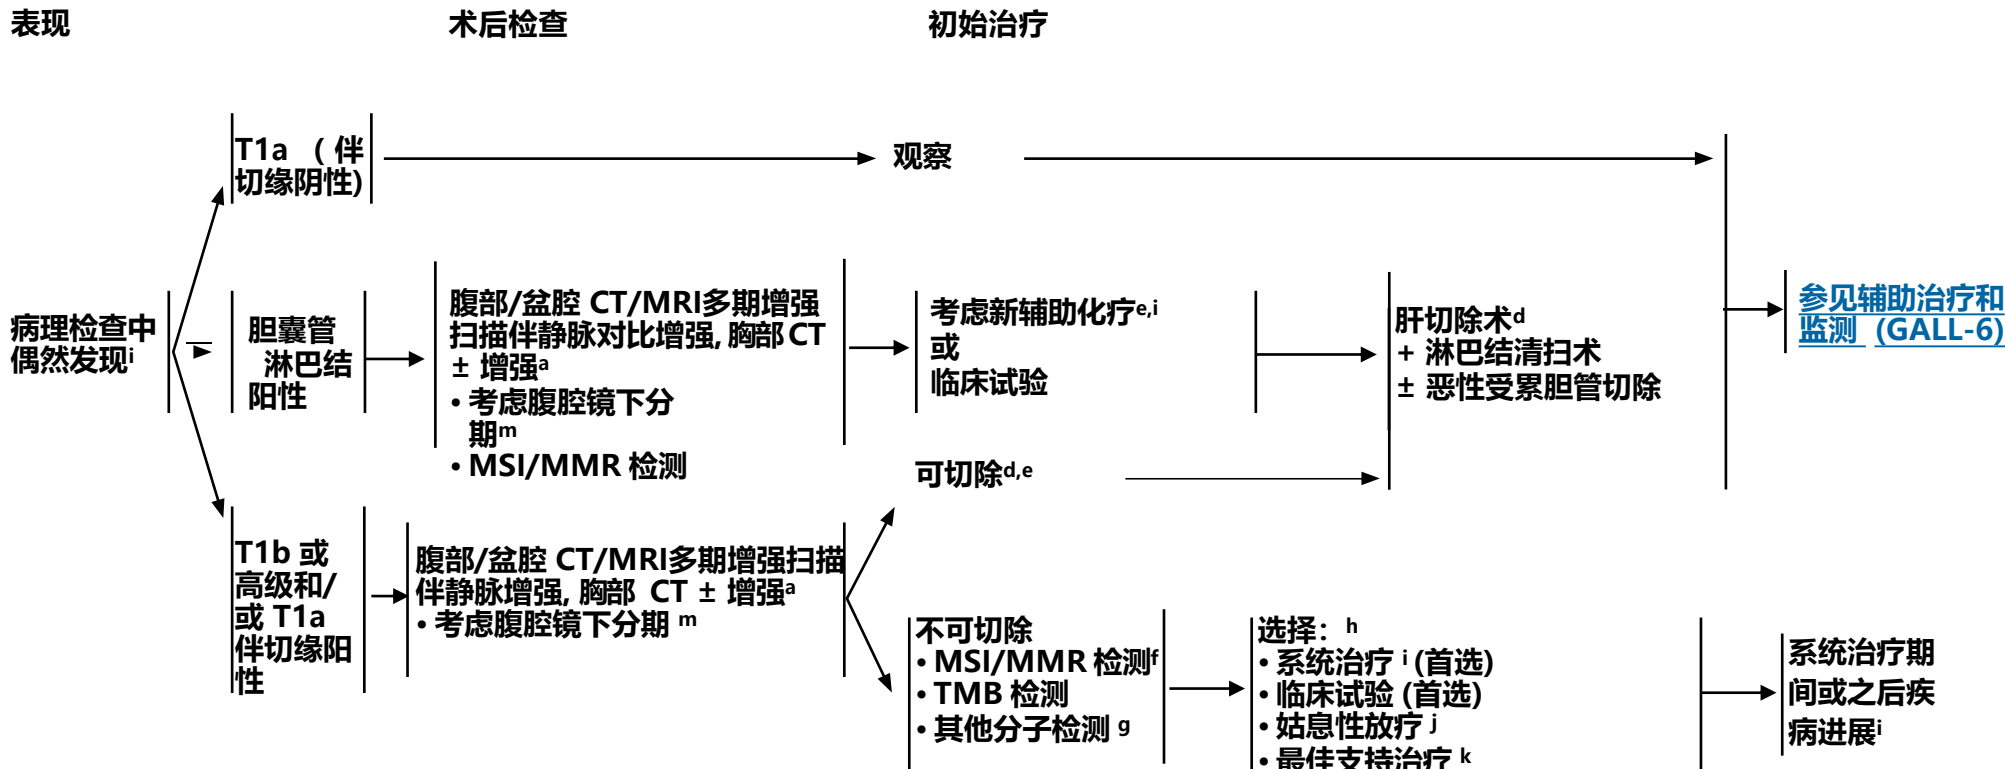 表现
术后检查
初始治疗
T1a (伴
切缘阴性)
观察
病理检查中
偶然发现i
胆囊管
淋巴结
阳性
腹部/盆腔 CT/MRI多期增强
扫描伴静脉对比增强, 胸部 CT
± 增强a
• 考虑腹腔镜下分
期m
• MSI/MMR 检测
考虑新辅助化疗e,i
或
临床试验
肝切除术d
+ 淋巴结清扫术
± 恶性受累胆管切除
参见辅助治疗和
监测 (GALL-6)
可切除d,e
T1b 或
高级和/
或 T1a
伴切缘阳
性
腹部/盆腔 CT/MRI多期增强扫描
伴静脉增强, 胸部 CT ± 增强a
• 考虑腹腔镜下分期 m
不可切除
• MSI/MMR 检测f
• TMB 检测
• 其他分子检测 g
选择: h
• 系统治疗 i (首选)
• 临床试验 (首选)
• 姑息性放疗 j
• 最佳支持治疗 k
系统治疗期
间或之后疾
病进展i